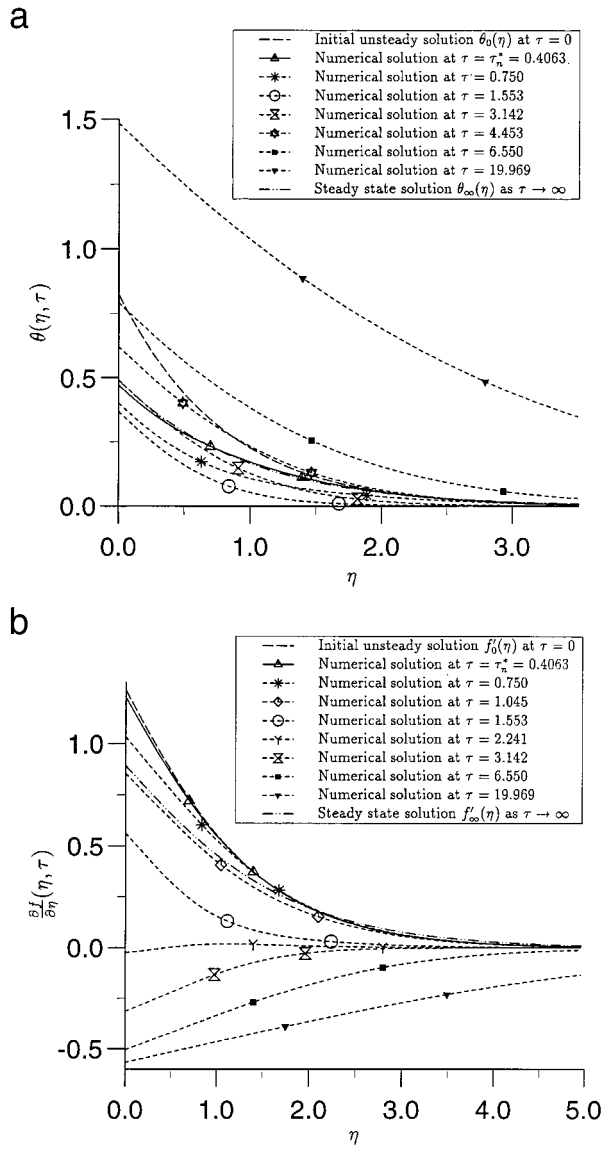 a
Initial unsteady solution θ₀(η) at τ = 0
Numerical solution at τ = τₙ* = 0.4063
Numerical solution at τ = 0.750
Numerical solution at τ = 1.553
Numerical solution at τ = 3.142
Numerical solution at τ = 4.453
Numerical solution at τ = 6.550
Numerical solution at τ = 19.969
Steady state solution θ∞(η) as τ → ∞
1.5
1.0
0.5
0.0
θ(η, τ)
0.0 1.0 2.0 3.0
η
b
Initial unsteady solution f₀′(η) at τ = 0
Numerical solution at τ = τₙ* = 0.4063
Numerical solution at τ = 0.750
Numerical solution at τ = 1.045
Numerical solution at τ = 1.553
Numerical solution at τ = 2.241
Numerical solution at τ = 3.142
Numerical solution at τ = 6.550
Numerical solution at τ = 19.969
Steady state solution f∞′(η) as τ → ∞
1.0
0.5
0.0
-0.5
∂f/∂η(η, τ)
0.0 1.0 2.0 3.0 4.0 5.0
η